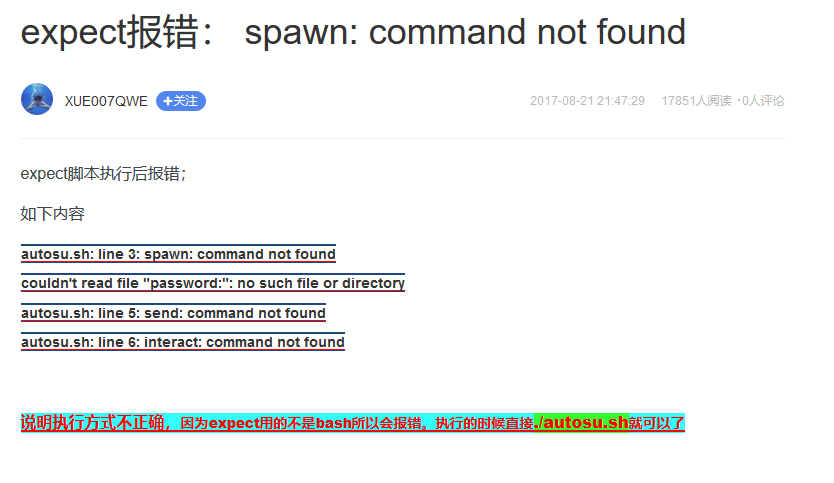 expect报错： spawn: command not found
XUE007QWE +关注 2017-08-21 21:47:29 17851人阅读 ·0人评论
expect脚本执行后报错；
如下内容
autosu.sh: line 3: spawn: command not found
couldn't read file "password:": no such file or directory
autosu.sh: line 5: send: command not found
autosu.sh: line 6: interact: command not found
说明执行方式不正确，因为expect用的不是bash所以会报错。执行的时候直接./autosu.sh就可以了